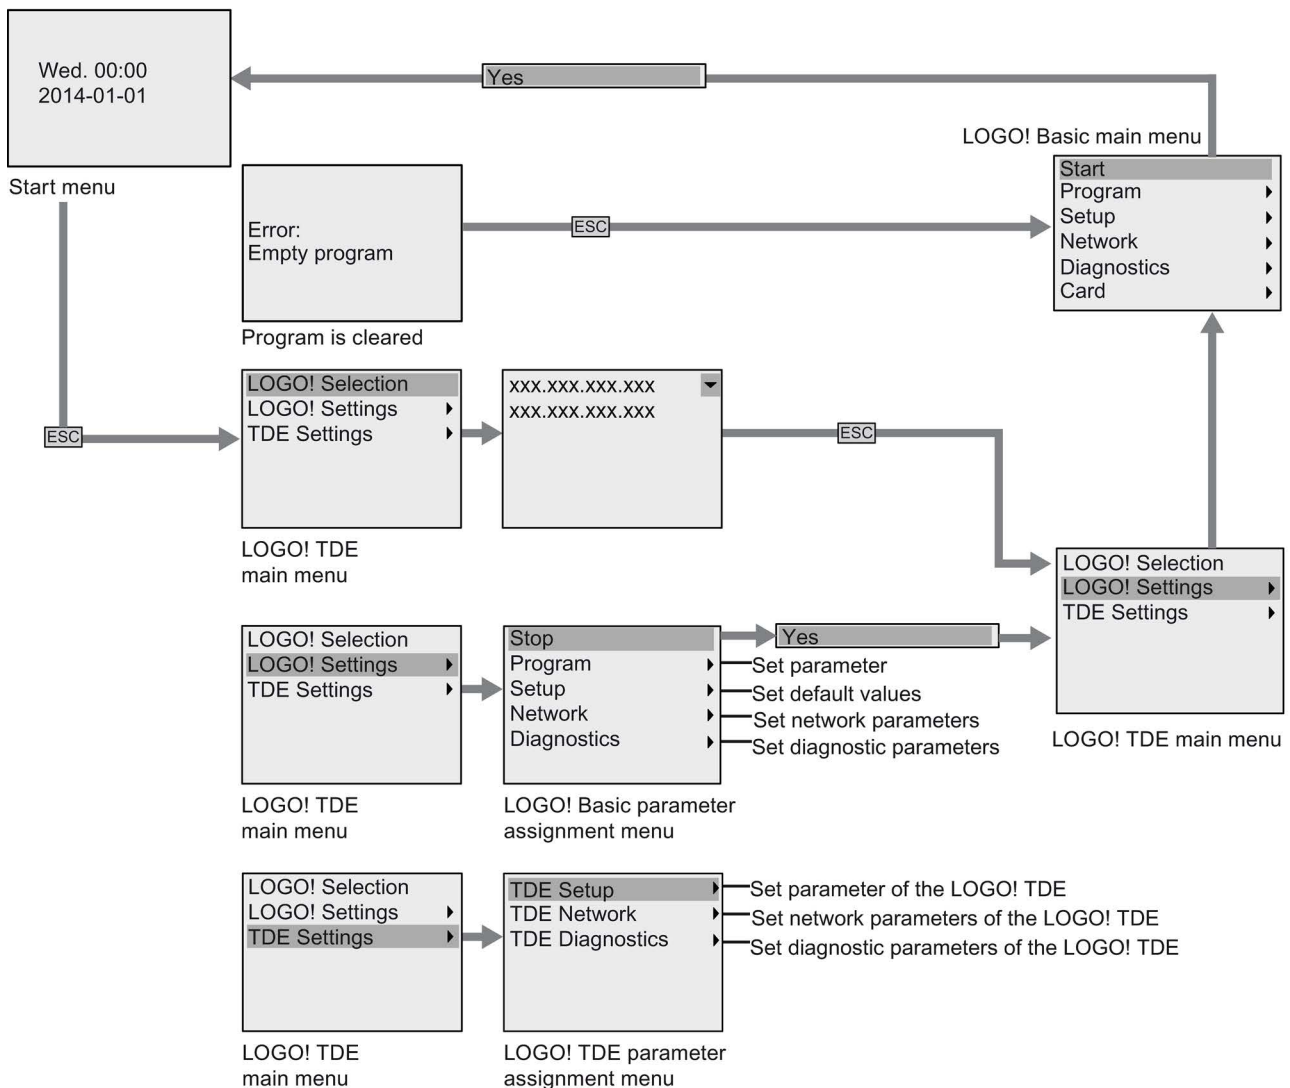 Wed. 00:00
2014-01-01
Start menu
Yes
LOGO! Basic main menu
Start
Program
Setup
Network
Diagnostics
Card
Error:
Empty program
Program is cleared
ESC
ESC
LOGO! Selection
LOGO! Settings
TDE Settings
LOGO! TDE
main menu
xxx.xxx.xxx.xxx
xxx.xxx.xxx.xxx
ESC
LOGO! Selection
LOGO! Settings
TDE Settings
LOGO! TDE main menu
LOGO! Selection
LOGO! Settings
TDE Settings
LOGO! TDE
main menu
Stop
Program
Setup
Network
Diagnostics
LOGO! Basic parameter
assignment menu
Yes
Set parameter
Set default values
Set network parameters
Set diagnostic parameters
LOGO! Selection
LOGO! Settings
TDE Settings
LOGO! TDE
main menu
TDE Setup
TDE Network
TDE Diagnostics
LOGO! TDE parameter
assignment menu
Set parameter of the LOGO! TDE
Set network parameters of the LOGO! TDE
Set diagnostic parameters of the LOGO! TDE